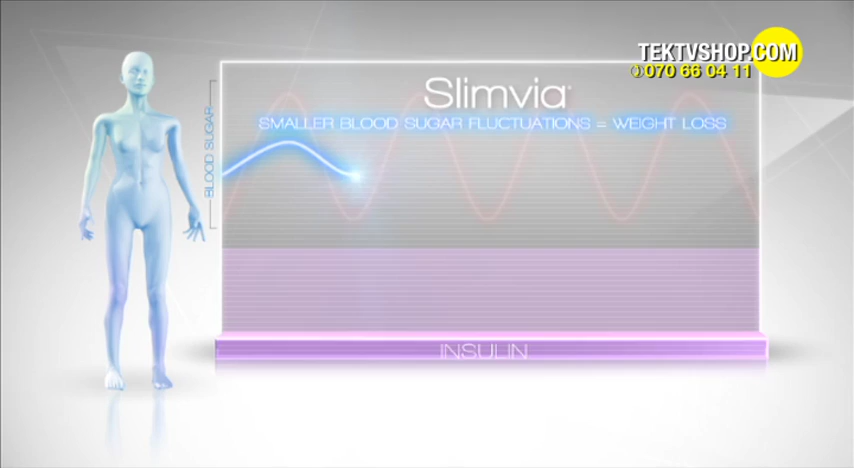 TEKTVSHOP.COM
✆070 66 04 11
Slimvia®
SMALLER BLOOD SUGAR FLUCTUATIONS = WEIGHT LOSS
BLOOD SUGAR
INSULIN